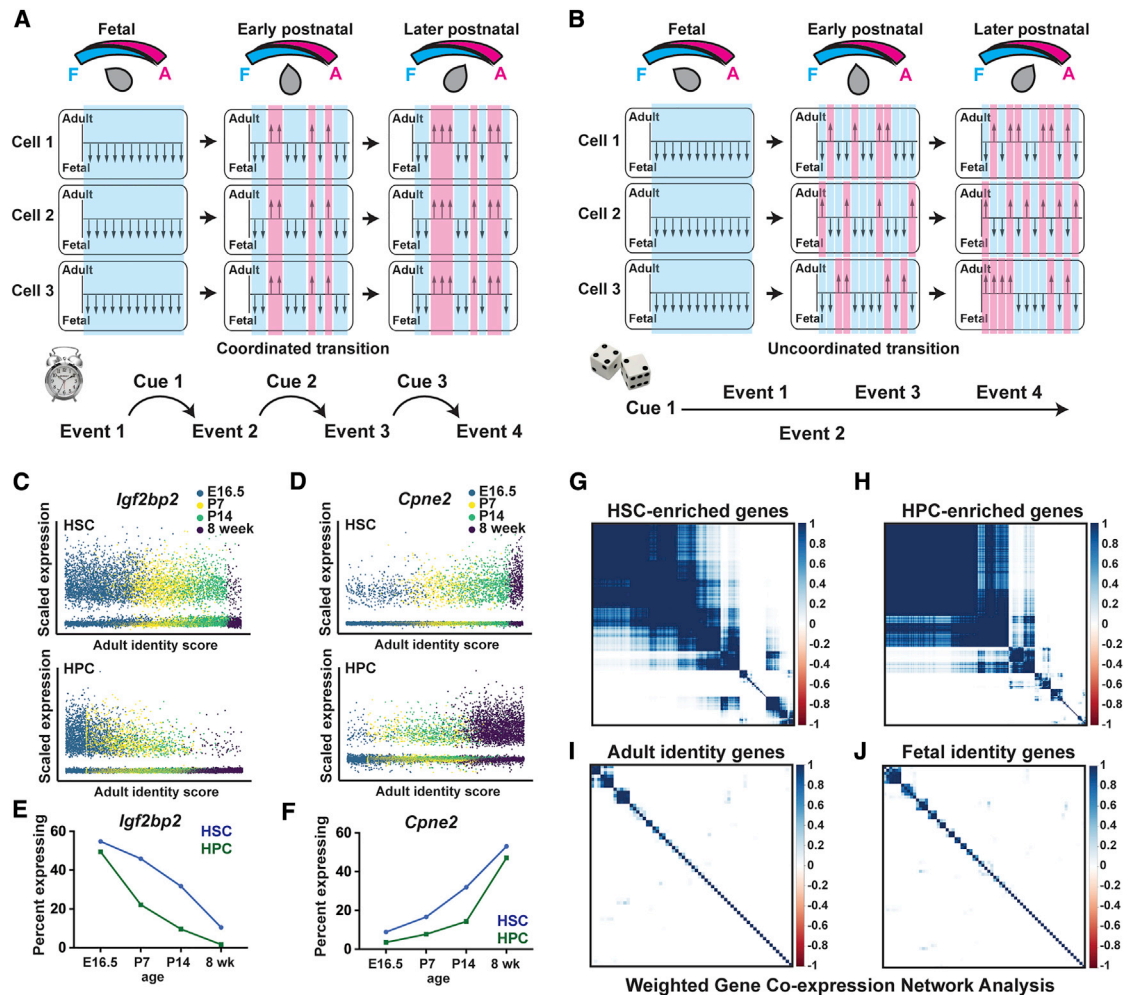 A
Fetal
Early postnatal
Later postnatal
F
A
F
A
F
A
Cell 1
Adult
Fetal
Adult
Fetal
Adult
Fetal
Cell 2
Adult
Fetal
Adult
Fetal
Adult
Fetal
Cell 3
Adult
Fetal
Adult
Fetal
Adult
Fetal
Coordinated transition
Cue 1
Cue 2
Cue 3
Event 1
Event 2
Event 3
Event 4
B
Fetal
Early postnatal
Later postnatal
F
A
F
A
F
A
Cell 1
Adult
Fetal
Adult
Fetal
Adult
Fetal
Cell 2
Adult
Fetal
Adult
Fetal
Adult
Fetal
Cell 3
Adult
Fetal
Adult
Fetal
Adult
Fetal
Uncoordinated transition
Event 1
Event 3
Event 4
Cue 1
Event 2
C
Igf2bp2
E16.5
P7
P14
8 week
HSC
Scaled expression
Adult identity score
HPC
Scaled expression
Adult identity score
D
Cpne2
E16.5
P7
P14
8 week
HSC
Scaled expression
Adult identity score
HPC
Scaled expression
Adult identity score
E
Igf2bp2
HSC
HPC
Percent expressing
60
40
20
0
E16.5
P7
P14
8 wk
age
F
Cpne2
HSC
HPC
Percent expressing
60
40
20
0
E16.5
P7
P14
8 wk
age
G
HSC-enriched genes
1
0.8
0.6
0.4
0.2
0
-0.2
-0.4
-0.6
-0.8
-1
H
HPC-enriched genes
1
0.8
0.6
0.4
0.2
0
-0.2
-0.4
-0.6
-0.8
-1
I
Adult identity genes
1
0.8
0.6
0.4
0.2
0
-0.2
-0.4
-0.6
-0.8
-1
J
Fetal identity genes
1
0.8
0.6
0.4
0.2
0
-0.2
-0.4
-0.6
-0.8
-1
Weighted Gene Co-expression Network Analysis